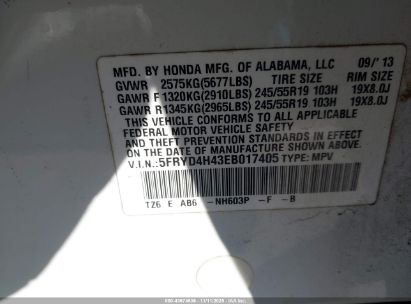 MFD. BY HONDA MFG. OF ALABAMA, LLC 09/'13
GVWR 2575KG(5677LBS) TIRE SIZE RIM SIZE
GAWR F 1320KG(2910LBS) 245/55R19 103H 19X8.0J
GAWR R 1345KG(2965LBS) 245/55R19 103H 19X8.0J
THIS VEHICLE CONFORMS TO ALL APPLICABLE
FEDERAL MOTOR VEHICLE SAFETY AND THEFT
PREVENTION STANDARDS IN EFFECT ON THE DATE
OF MANUFACTURE SHOWN ABOVE.
V.I.N.:5FRYD4H43EB017405 TYPE: MPV
TZ6 E AB6 -NH603P -F -B